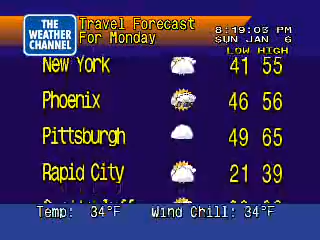 THE
WEATHER
CHANNEL
Travel Forecast
For Monday
8:19:05 PM
SUN JAN 6
LOW HIGH
New York 41 55
Phoenix 46 56
Pittsburgh 49 65
Rapid City 21 39
Temp: 34°F Wind Chill: 34°F